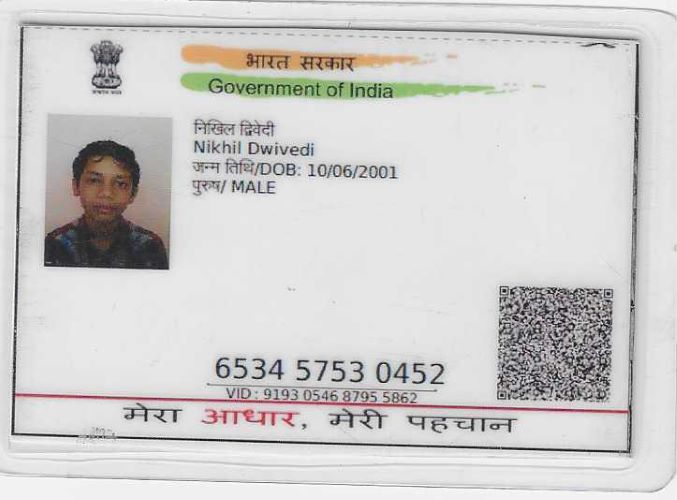 भारत सरकार
Government of India
निखिल द्विवेदी
Nikhil Dwivedi
जन्म तिथि/DOB: 10/06/2001
पुरुष/ MALE
6534 5753 0452
VID : 9193 0546 8795 5862
मेरा आधार, मेरी पहचान